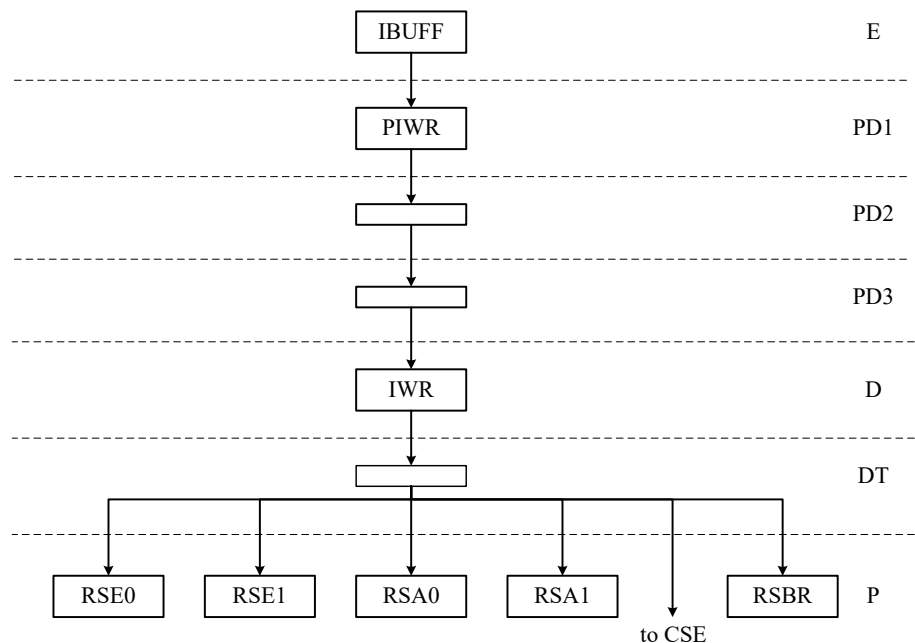 IBUFF E
PIWR PD1
PD2
PD3
IWR D
DT
RSE0 RSE1 RSA0 RSA1 RSBR P
to CSE